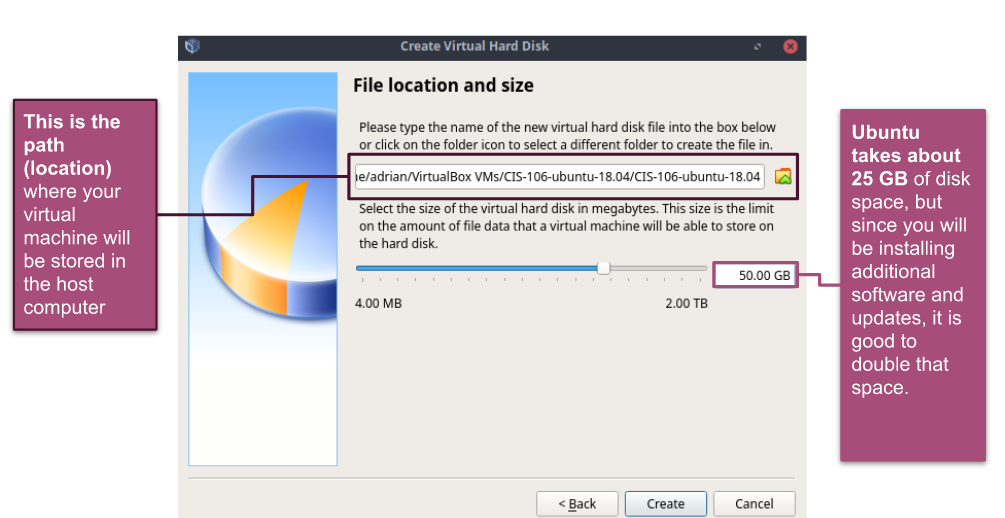 Create Virtual Hard Disk
This is the
path
(location)
where your
virtual
machine will
be stored in
the host
computer
File location and size
Please type the name of the new virtual hard disk file into the box below
or click on the folder icon to select a different folder to create the file in.
ıe/adrian/VirtualBox VMs/CIS-106-ubuntu-18.04/CIS-106-ubuntu-18.04
Select the size of the virtual hard disk in megabytes. This size is the limit
on the amount of file data that a virtual machine will be able to store on
the hard disk.
50.00 GB
4.00 MB
2.00 TB
< Back
Create
Cancel
Ubuntu
takes about
25 GB of disk
space, but
since you will
be installing
additional
software and
updates, it is
good to
double that
space.